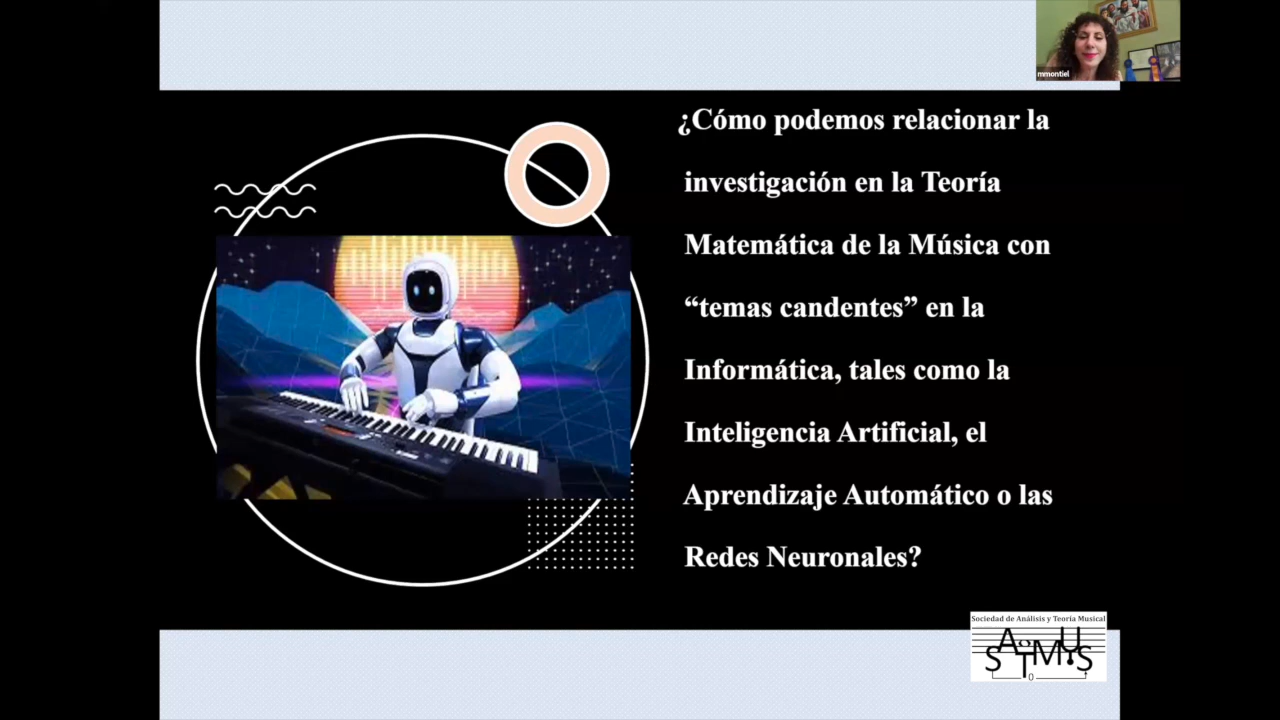 mmontiel
¿Cómo podemos relacionar la
investigación en la Teoría
Matemática de la Música con
“temas candentes” en la
Informática, tales como la
Inteligencia Artificial, el
Aprendizaje Automático o las
Redes Neuronales?
Sociedad de Análisis y Teoría Musical
SATMUS